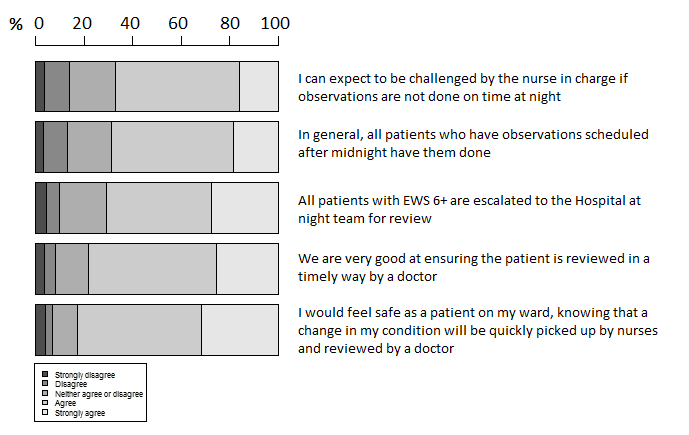 % 0 20 40 60 80 100
I can expect to be challenged by the nurse in charge if
observations are not done on time at night
In general, all patients who have observations scheduled
after midnight have them done
All patients with EWS 6+ are escalated to the Hospital at
night team for review
We are very good at ensuring the patient is reviewed in a
timely way by a doctor
I would feel safe as a patient on my ward, knowing that a
change in my condition will be quickly picked up by nurses
and reviewed by a doctor
Strongly disagree
Disagree
Neither agree or disagree
Agree
Strongly agree